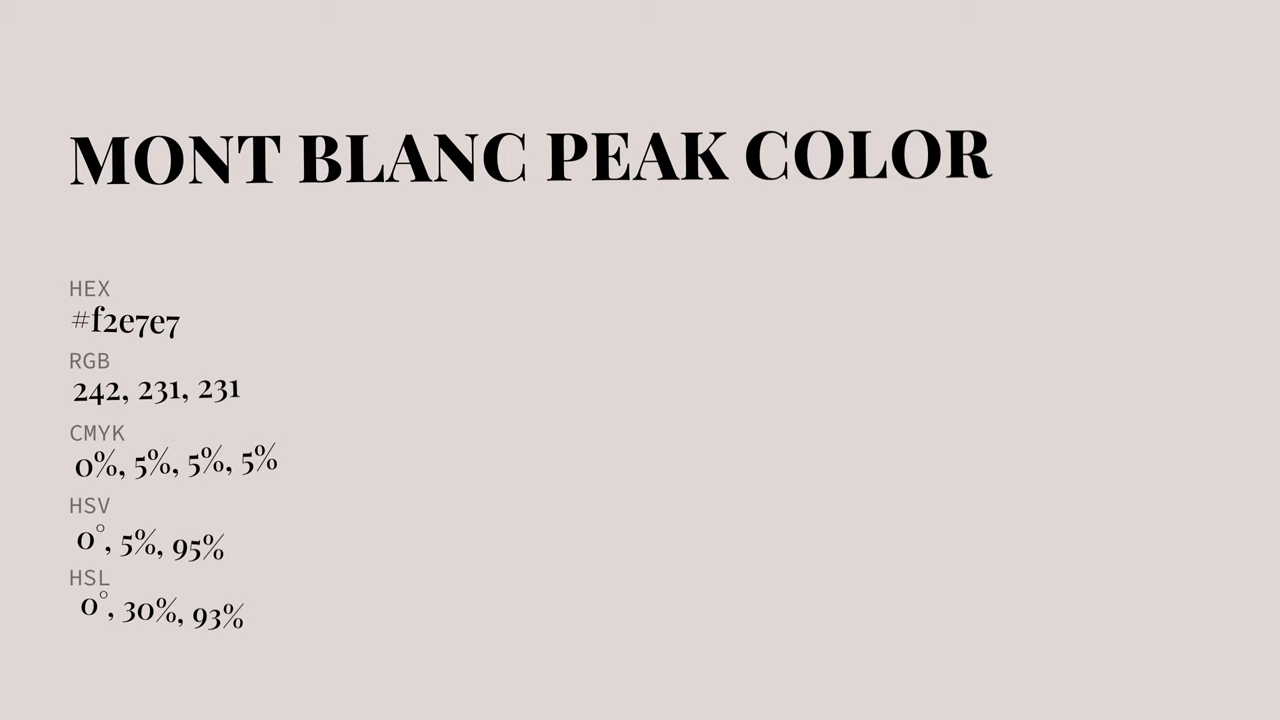 MONT BLANC PEAK COLOR
HEX
#f2e7e7
RGB
242, 231, 231
CMYK
0%, 5%, 5%, 5%
HSV
0°, 5%, 95%
HSL
0°, 30%, 93%